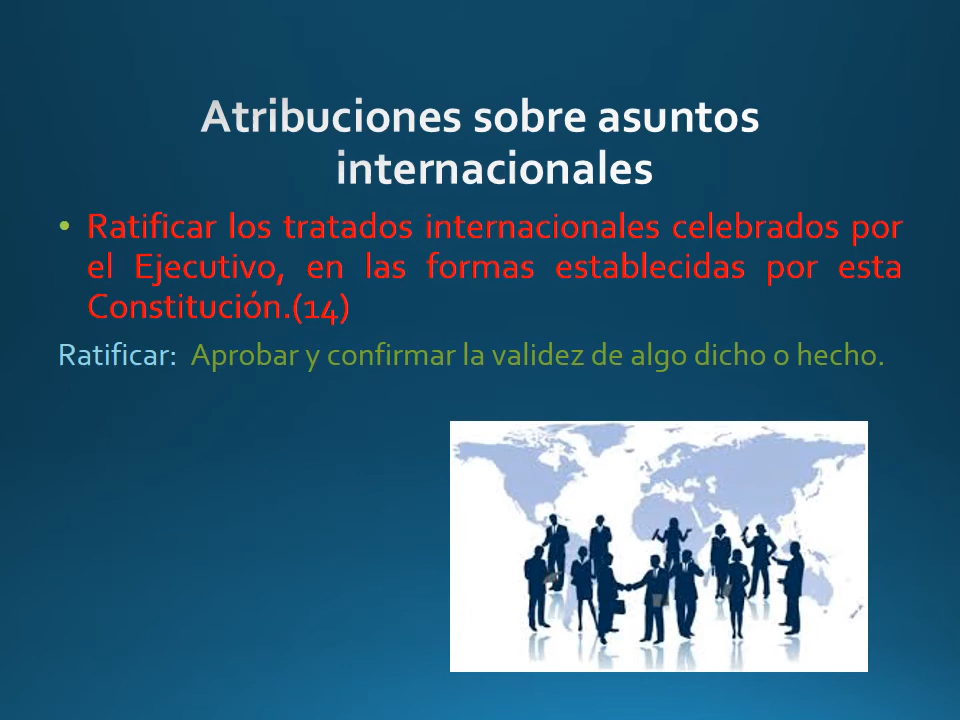 Atribuciones sobre asuntos
internacionales
• Ratificar los tratados internacionales celebrados por
el Ejecutivo, en las formas establecidas por esta
Constitución.(14)
Ratificar: Aprobar y confirmar la validez de algo dicho o hecho.